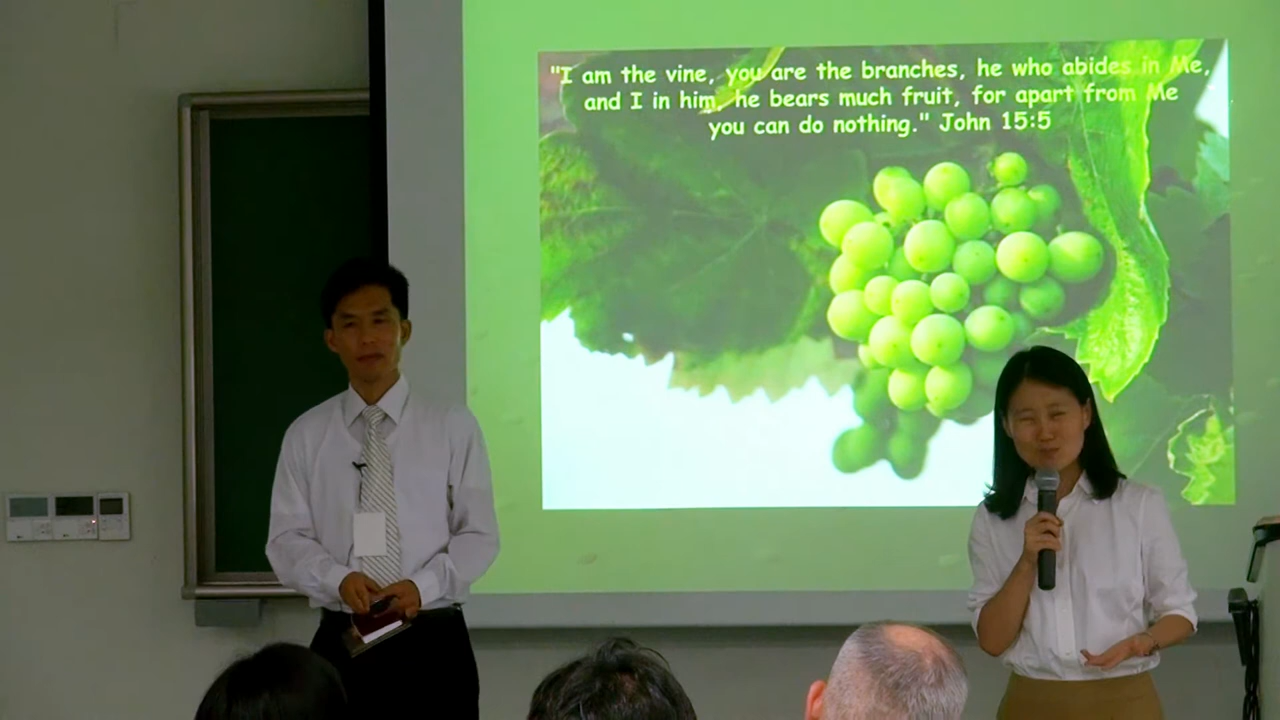 "I am the vine, you are the branches, he who abides in Me,
and I in him, he bears much fruit, for apart from Me
you can do nothing." John 15:5